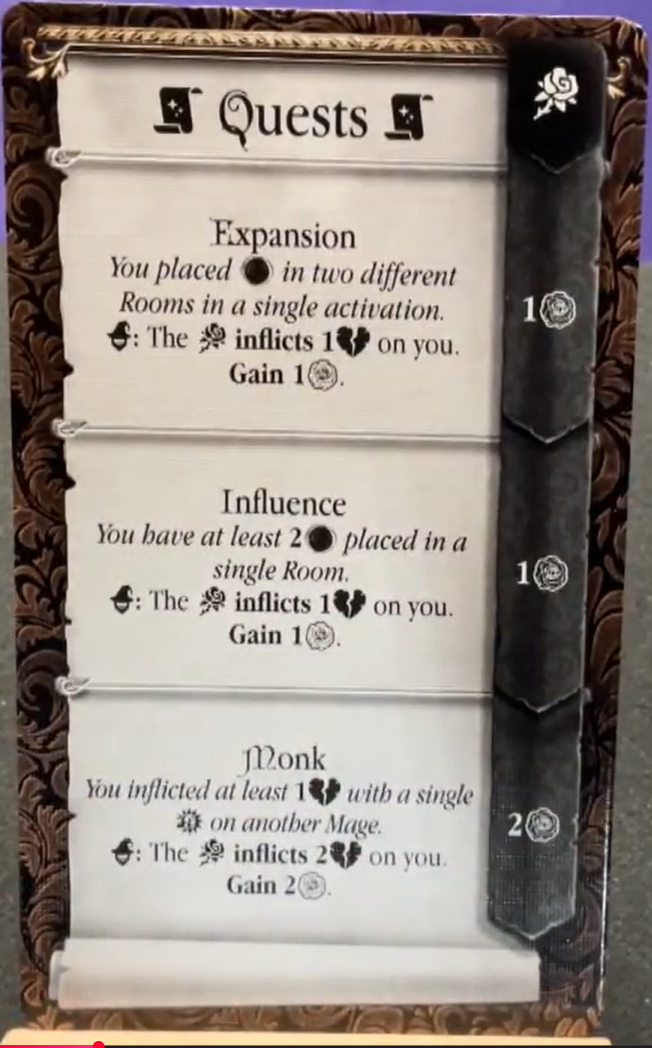 Quests
Expansion
You placed in two different
Rooms in a single activation.
: The inflicts 1 on you.
Gain 1.
1
Influence
You have at least 2 placed in a
single Room.
: The inflicts 1 on you.
Gain 1.
1
Monk
You inflicted at least 1 with a single
on another Mage.
: The inflicts 2 on you.
Gain 2.
2